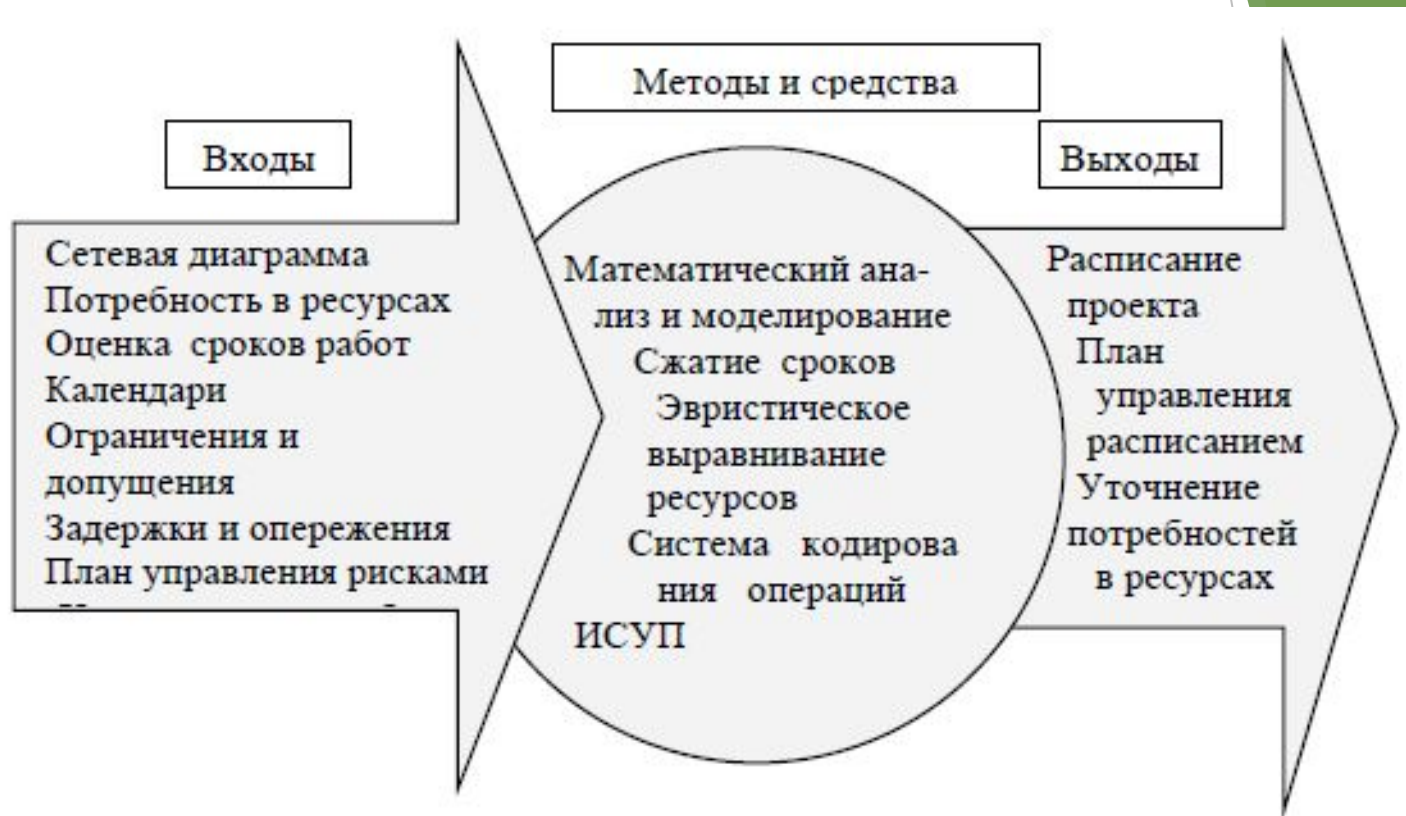 Методы и средства
Входы
Выходы
Сетевая диаграмма
Потребность в ресурсах
Оценка сроков работ
Календари
Ограничения и
допущения
Задержки и опережения
План управления рисками
Математический ана-
лиз и моделирование
Сжатие сроков
Эвристическое
выравнивание
ресурсов
Система кодирова
ния операций
ИСУП
Расписание
проекта
План
управления
расписанием
Уточнение
потребностей
в ресурсах